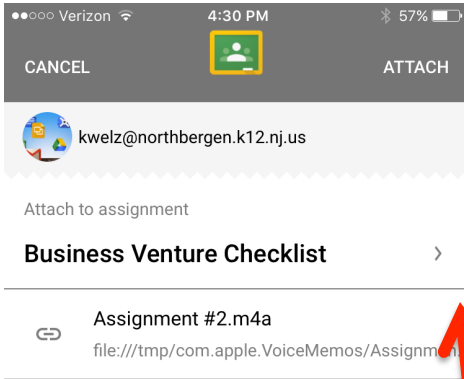 Verizon 4:30 PM 57%
CANCEL ATTACH
kwelz@northbergen.k12.nj.us
Attach to assignment
Business Venture Checklist
Assignment #2.m4a
file:///tmp/com.apple.VoiceMemos/Assignmen